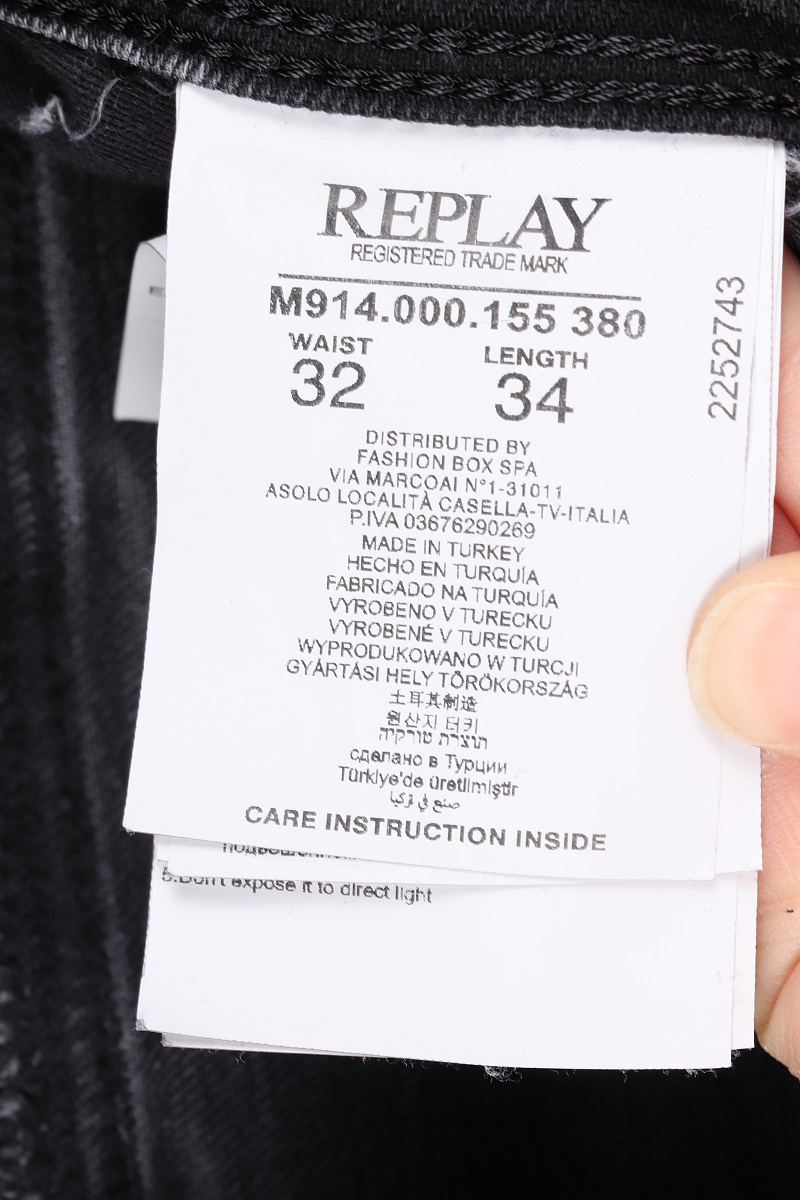 REPLAY
REGISTERED TRADE MARK
M914.000.155 380
WAIST LENGTH
32 34
2252743
DISTRIBUTED BY
FASHION BOX SPA
VIA MARCOAI N°1-31011
ASOLO LOCALITÀ CASELLA-TV-ITALIA
P.IVA 03676290269
MADE IN TURKEY
HECHO EN TURQUÍA
FABRICADO NA TURQUÍA
VYROBENO V TURECKU
VYROBENÉ V TURECKU
WYPRODUKOWANO W TURCJI
GYÁRTÁSI HELY TÖRÖKORSZÁG
土耳其制造
원산지 터키
תוצרת טורקיה
сделано в Турции
Türkiye'de üretilmiştir
صنع في تركيا
CARE INSTRUCTION INSIDE
5.Don't expose it to direct light